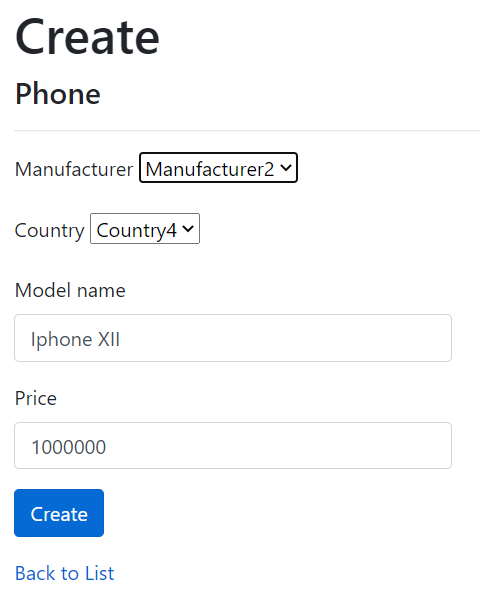 Create
Phone
Manufacturer Manufacturer2
Country Country4
Model name
Iphone XII
Price
1000000
Create
Back to List